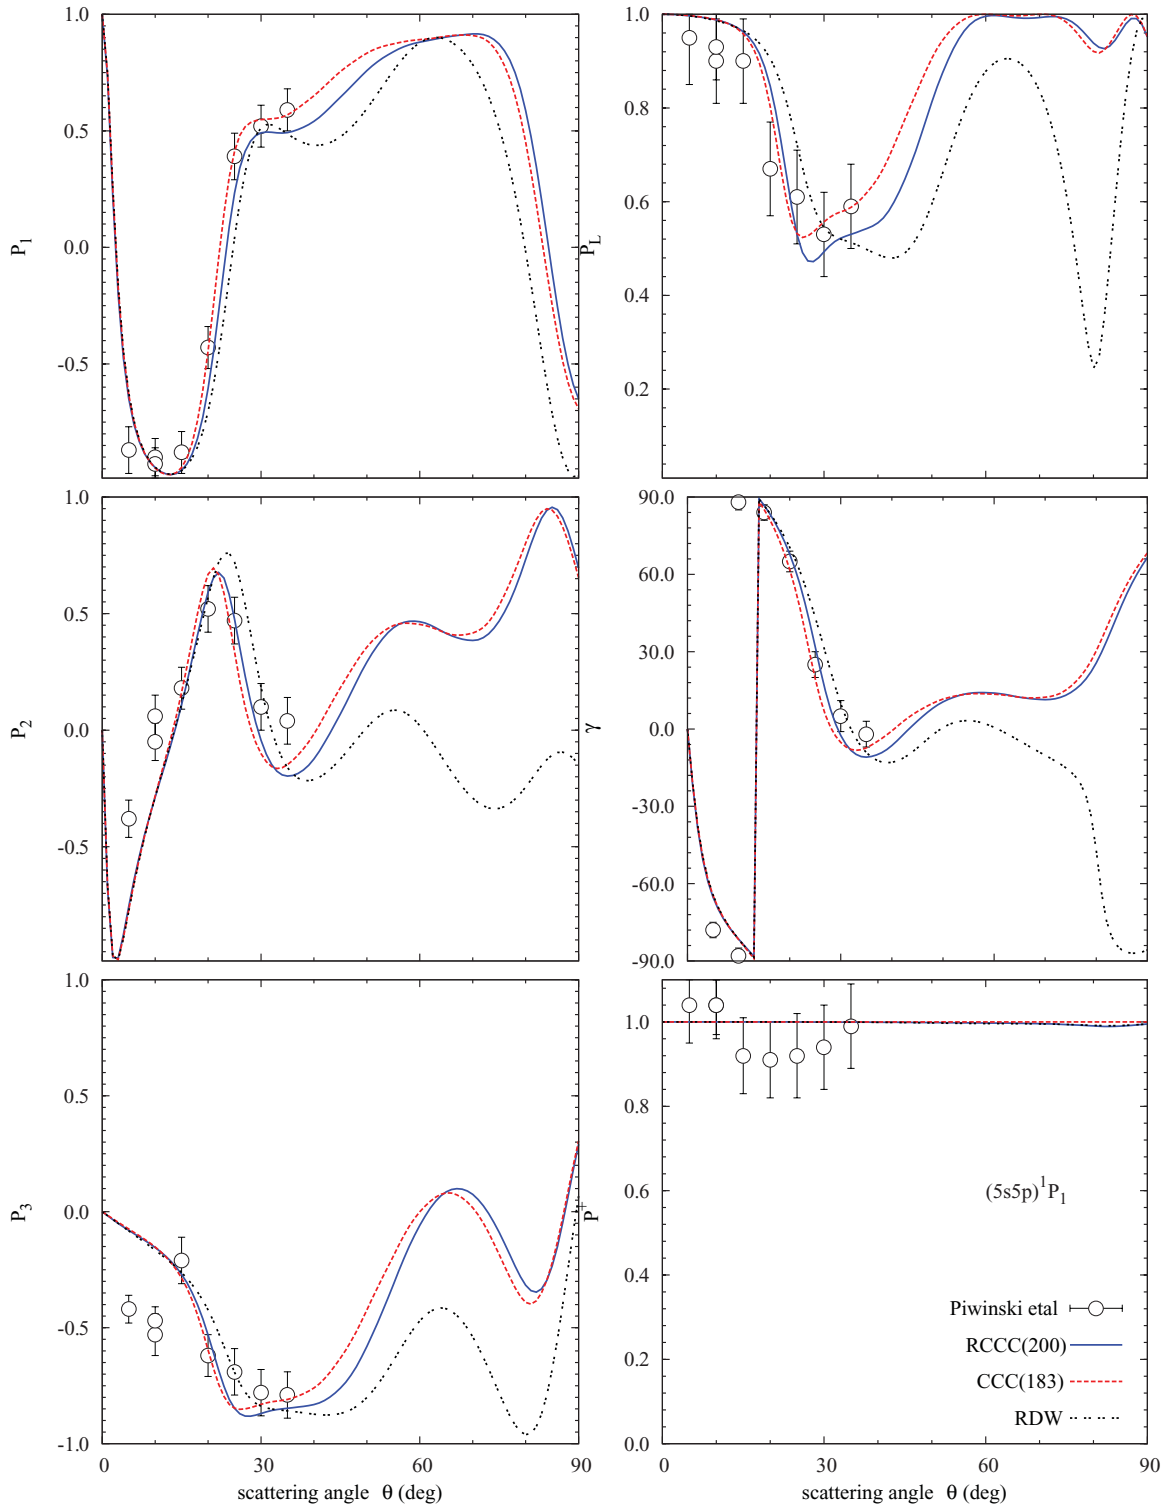 1.0
0.5
0.0
-0.5
P1
1.0
0.8
0.6
0.4
0.2
PL
1.0
0.5
0.0
-0.5
P2
90.0
60.0
30.0
0.0
-30.0
-60.0
-90.0
γ
1.0
0.5
0.0
-0.5
-1.0
P3
0 30 60 90
scattering angle θ (deg)
1.0
0.8
0.6
0.4
0.2
0.0
P+
(5s5p)1P1
Piwinski etal
RCCC(200)
CCC(183)
RDW
0 30 60 90
scattering angle θ (deg)